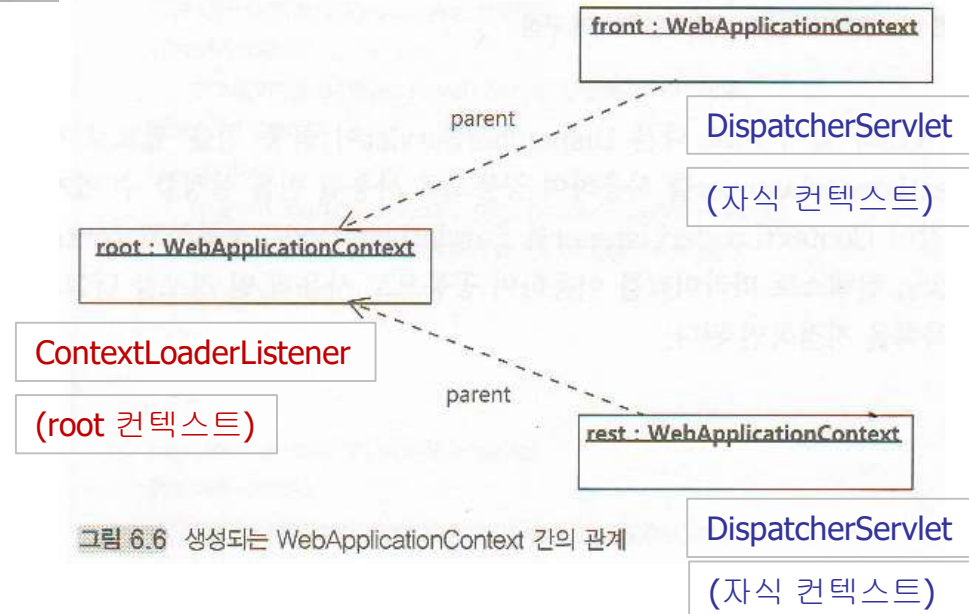 front : WebApplicationContext
parent
DispatcherServlet
(자식 컨텍스트)
root : WebApplicationContext
ContextLoaderListener
(root 컨텍스트)
parent
rest : WebApplicationContext
그림 6.6 생성되는 WebApplicationContext 간의 관계
DispatcherServlet
(자식 컨텍스트)